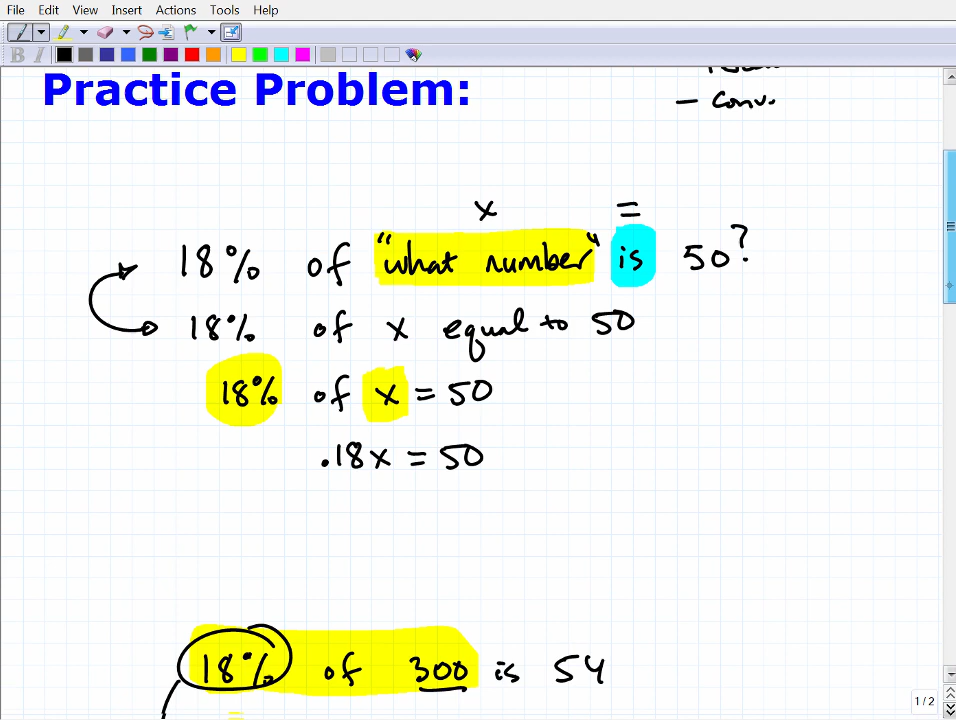 File Edit View Insert Actions Tools Help
B I
Practice Problem:
— Conv.
x =
18% of "what number" is 50?
18% of x equal to 50
18% of x = 50
.18x = 50
18% of 300 is 54
=
1 / 2